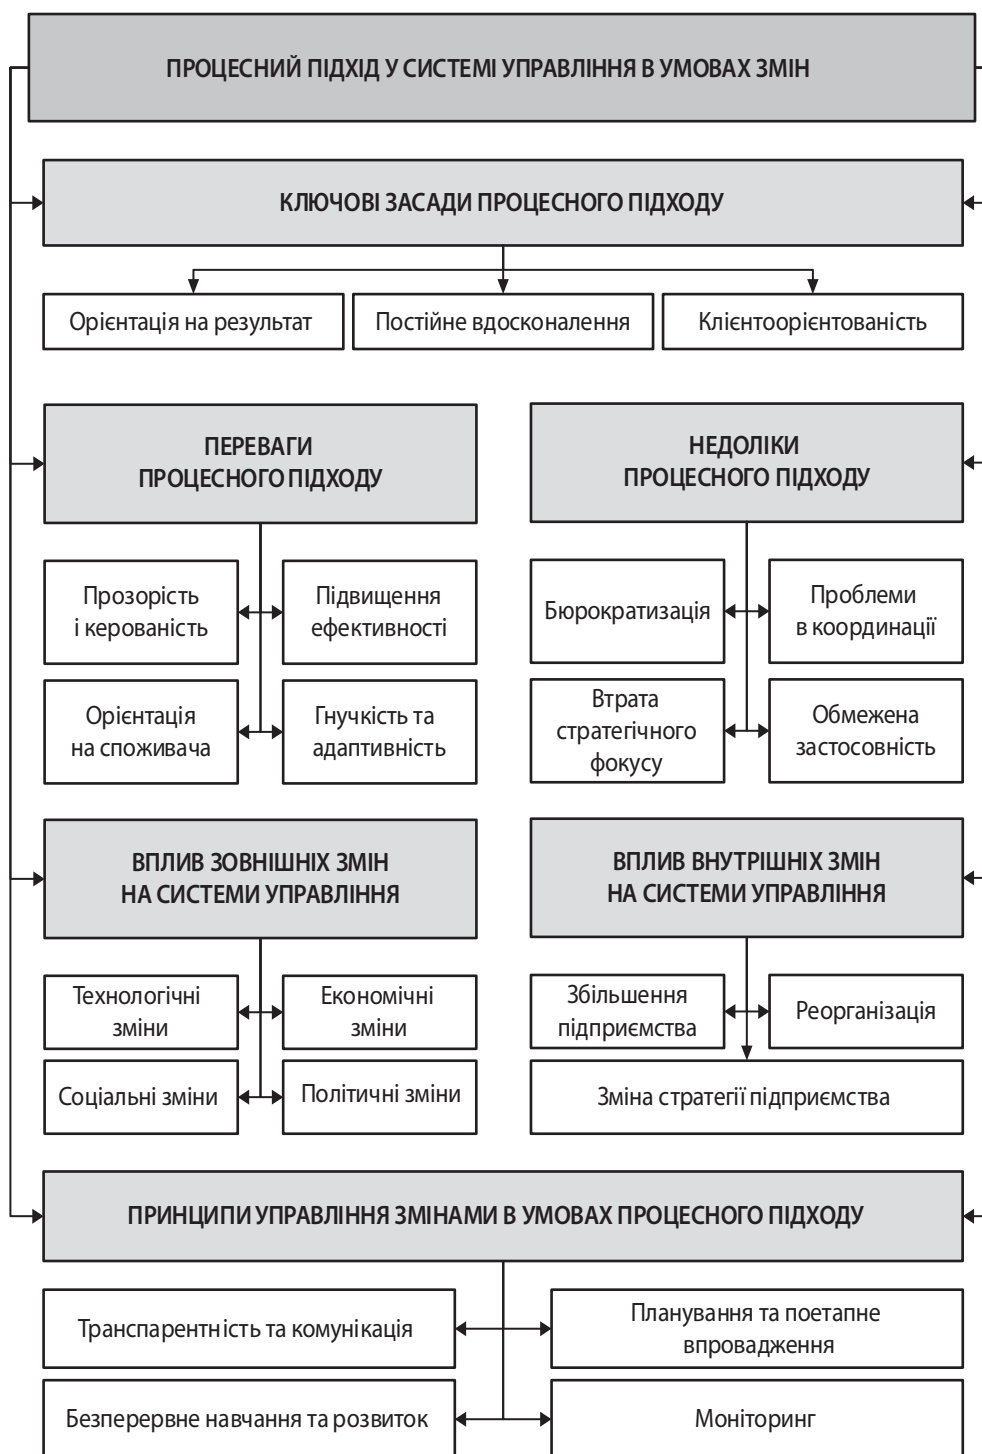 ПРОЦЕСНИЙ ПІДХІД У СИСТЕМІ УПРАВЛІННЯ В УМОВАХ ЗМІН
КЛЮЧОВІ ЗАСАДИ ПРОЦЕСНОГО ПІДХОДУ
Орієнтація на результат
Постійне вдосконалення
Клієнтоорієнтованість
ПЕРЕВАГИ
ПРОЦЕСНОГО ПІДХОДУ
НЕДОЛІКИ
ПРОЦЕСНОГО ПІДХОДУ
Прозорість
і керованість
Підвищення
ефективності
Бюрократизація
Проблеми
в координації
Орієнтація
на споживача
Гнучкість та
адаптивність
Втрата
стратегічного
фокусу
Обмежена
застосовність
ВПЛИВ ЗОВНІШНІХ ЗМІН
НА СИСТЕМИ УПРАВЛІННЯ
ВПЛИВ ВНУТРІШНІХ ЗМІН
НА СИСТЕМИ УПРАВЛІННЯ
Технологічні
зміни
Економічні
зміни
Збільшення
підприємства
Реорганізація
Соціальні зміни
Політичні зміни
Зміна стратегії підприємства
ПРИНЦИПИ УПРАВЛІННЯ ЗМІНАМИ В УМОВАХ ПРОЦЕСНОГО ПІДХОДУ
Транспарентність та комунікація
Планування та поетапне
впровадження
Безперервне навчання та розвиток
Моніторинг